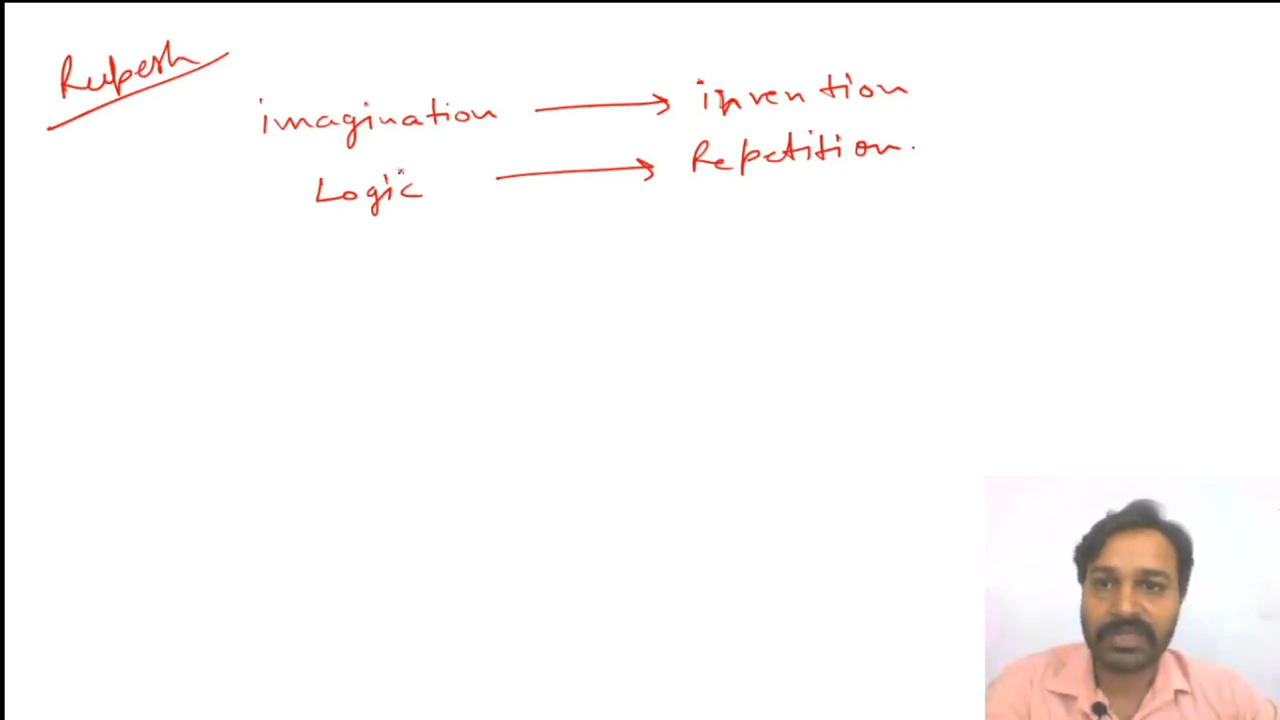 Rupesh
imagination → invention
Logic → Repetition.